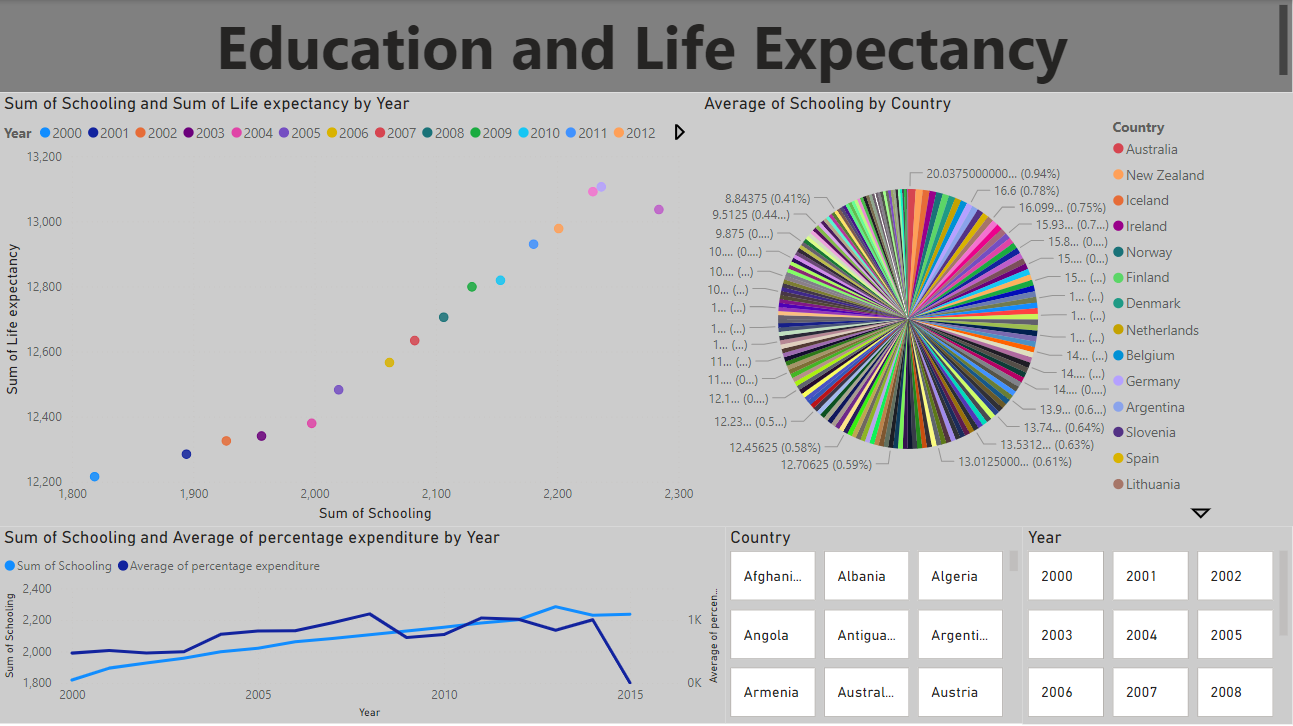 Education and Life Expectancy
Sum of Schooling and Sum of Life expectancy by Year
Year 2000 2001 2002 2003 2004 2005 2006 2007 2008 2009 2010 2011 2012
Sum of Life expectancy
13,200
13,000
12,800
12,600
12,400
12,200
1,800 1,900 2,000 2,100 2,200 2,300
Sum of Schooling
Average of Schooling by Country
20.0375000000... (0.94%)
16.6 (0.78%)
16.099... (0.75%)
15.93... (0.7...)
15.8... (0....)
15.... (0...)
15... (...)
1... (...)
1... (...)
1... (...)
14... (...)
14.... (0...)
14.... (0....)
13.9... (0.6...)
13.74... (0.64%)
13.5312... (0.63%)
13.0125000... (0.61%)
12.70625 (0.59%)
12.45625 (0.58%)
12.23... (0.5...)
12.1... (0....)
11.... (0...)
11... (...)
1... (...)
1... (...)
1... (...)
10... (...)
10... (...)
10.... (0...)
9.875 (0....)
9.5125 (0.44...)
8.84375 (0.41%)
Country
Australia
New Zealand
Iceland
Ireland
Norway
Finland
Denmark
Netherlands
Belgium
Germany
Argentina
Slovenia
Spain
Lithuania
Sum of Schooling and Average of percentage expenditure by Year
Sum of Schooling Average of percentage expenditure
Sum of Schooling
2,400
2,200
2,000
1,800
2000 2005 2010 2015
Year
1K
0K
Average of percen...
Country
Afghani... Albania Algeria
Angola Antigua... Argenti...
Armenia Austral... Austria
Year
2000 2001 2002
2003 2004 2005
2006 2007 2008